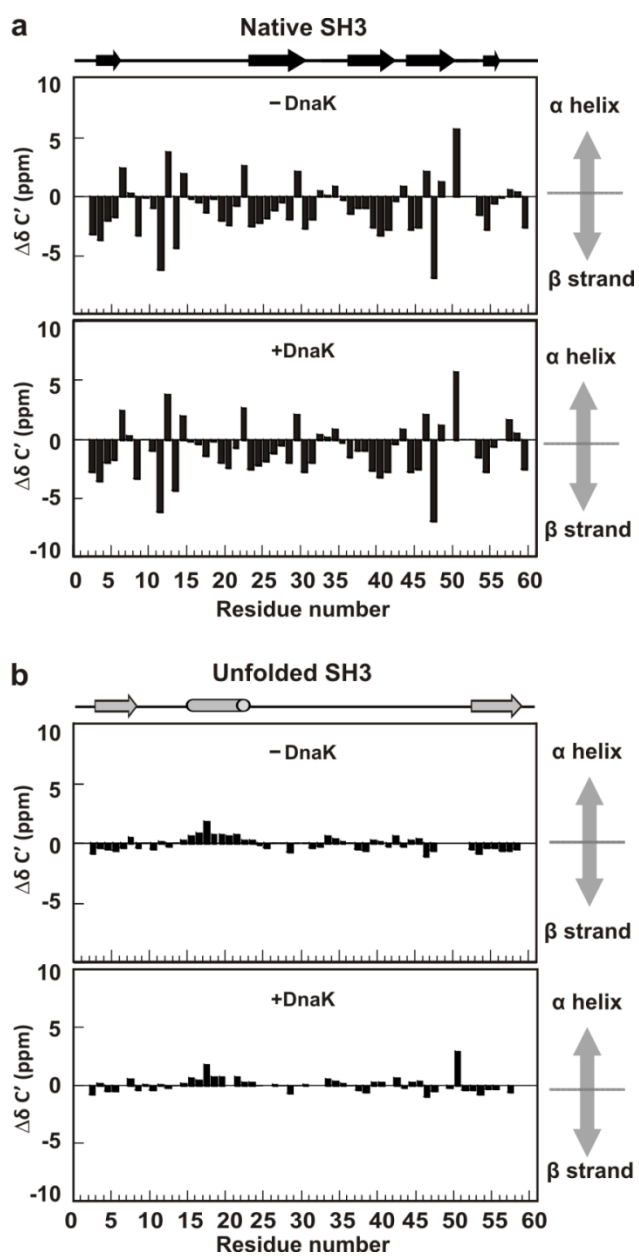 a
Native SH3
− DnaK
10
5
0
-5
Δδ C' (ppm)
α helix
β strand
+DnaK
10
5
0
-5
-10
Δδ C' (ppm)
α helix
β strand
0 5 10 15 20 25 30 35 40 45 50 55 60
Residue number
b
Unfolded SH3
− DnaK
10
5
0
-5
Δδ C' (ppm)
α helix
β strand
+DnaK
10
5
0
-5
-10
Δδ C' (ppm)
α helix
β strand
0 5 10 15 20 25 30 35 40 45 50 55 60
Residue number